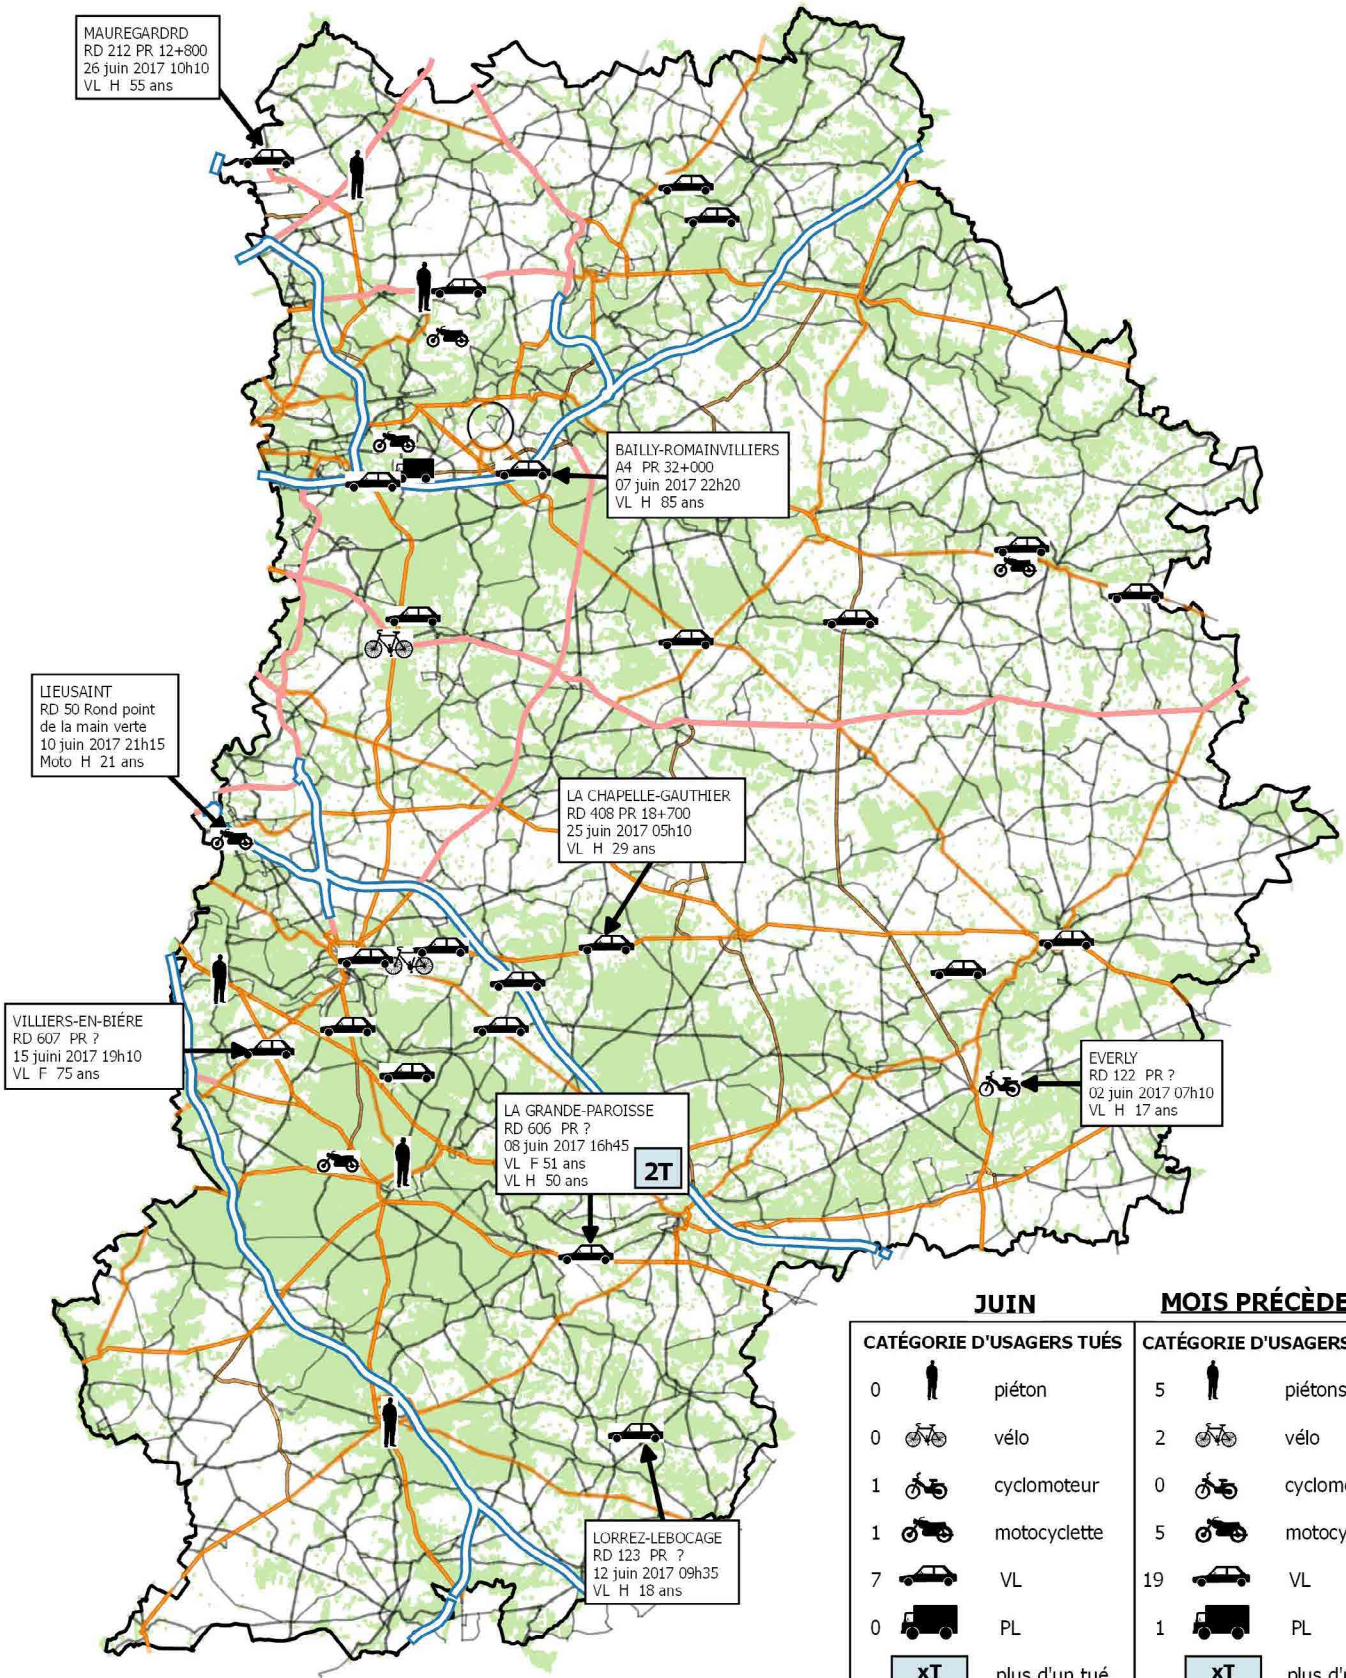 MAUREGARDRD
RD 212 PR 12+800
26 juin 2017 10h10
VL H 55 ans
BAILLY-ROMAINVILLIERS
A4 PR 32+000
07 juin 2017 22h20
VL H 85 ans
LIEUSAINT
RD 50 Rond point
de la main verte
10 juin 2017 21h15
Moto H 21 ans
LA CHAPELLE-GAUTHIER
RD 408 PR 18+700
25 juin 2017 05h10
VL H 29 ans
VILLIERS-EN-BIÉRE
RD 607 PR ?
15 juini 2017 19h10
VL F 75 ans
EVERLY
RD 122 PR ?
02 juin 2017 07h10
VL H 17 ans
LA GRANDE-PAROISSE
RD 606 PR ?
08 juin 2017 16h45
VL F 51 ans
VL H 50 ans
2T
LORREZ-LEBOCAGE
RD 123 PR ?
12 juin 2017 09h35
VL H 18 ans
JUIN
CATÉGORIE D'USAGERS TUÉS
0 piéton
0 vélo
1 cyclomoteur
1 motocyclette
7 VL
0 PL
xT plus d'un tué
MOIS PRÉCÈDE
CATÉGORIE D'USAGERS
5 piétons
2 vélo
0 cyclomo
5 motocy
19 VL
1 PL
xT plus d'u